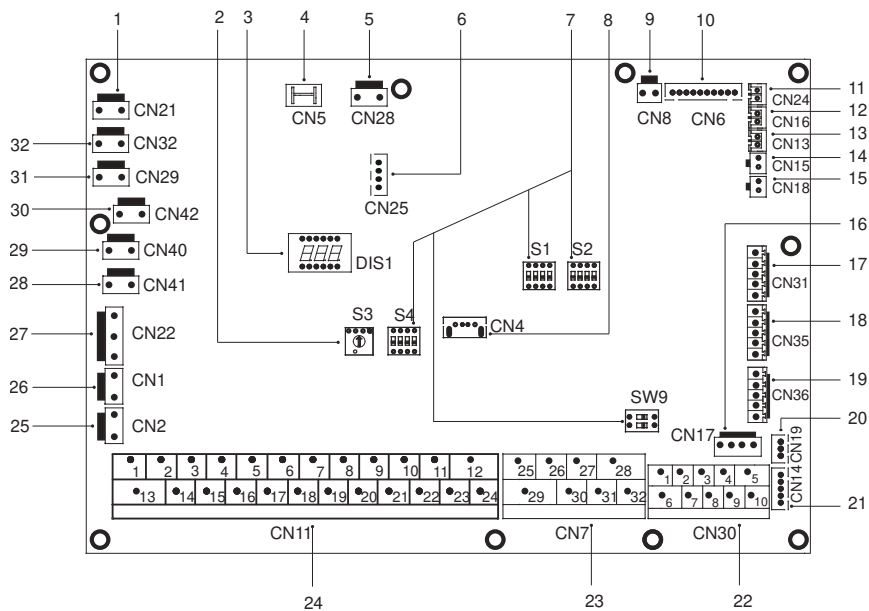 1 2 3 4 5 6 7 8 9 10
CN21 CN5 CN28 CN8 CN6 CN24 11
CN16 12
32 CN32 CN13 13
31 CN29 CN15 14
CN25 CN18 15
30 CN42
16
29 CN40 DIS1 S1 S2 CN31 17
28 CN41
27 CN22 S3 S4 CN4 CN35 18
26 CN1 SW9 CN36 19
20
25 CN2 CN17 CN19
1 2 3 4 5 6 7 8 9 10 11 12 25 26 27 28 1 2 3 4 5 CN14
13 14 15 16 17 18 19 20 21 22 23 24 29 30 31 32 6 7 8 9 10 21
CN11 CN7 CN30
24 23 22